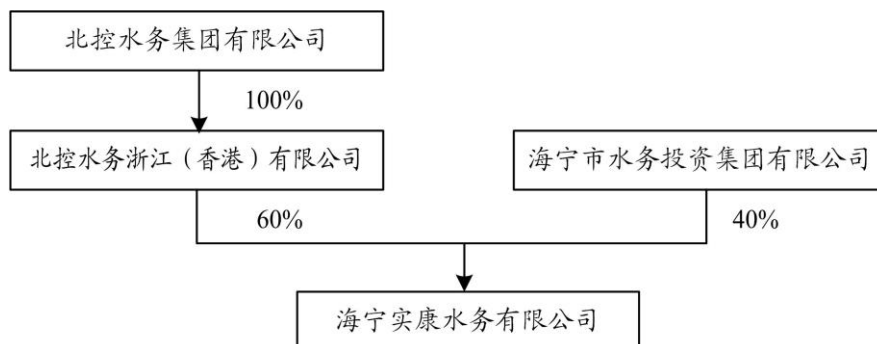 北控水务集团有限公司
100%
北控水务浙江（香港）有限公司
海宁市水务投资集团有限公司
60%
40%
海宁实康水务有限公司